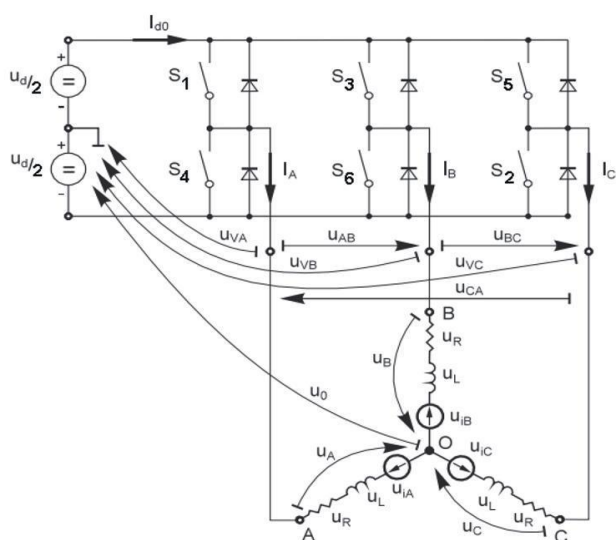 I_d0
+
u_d/2
-
+
u_d/2
-
S_1
S_3
S_5
S_4
S_6
S_2
I_A
I_B
I_C
u_VA
u_AB
u_BC
u_VB
u_VC
u_CA
B
u_R
u_B
u_L
u_0
u_iB
O
u_iC
u_A
u_iA
u_L
u_L
u_R
u_C
u_R
A
C